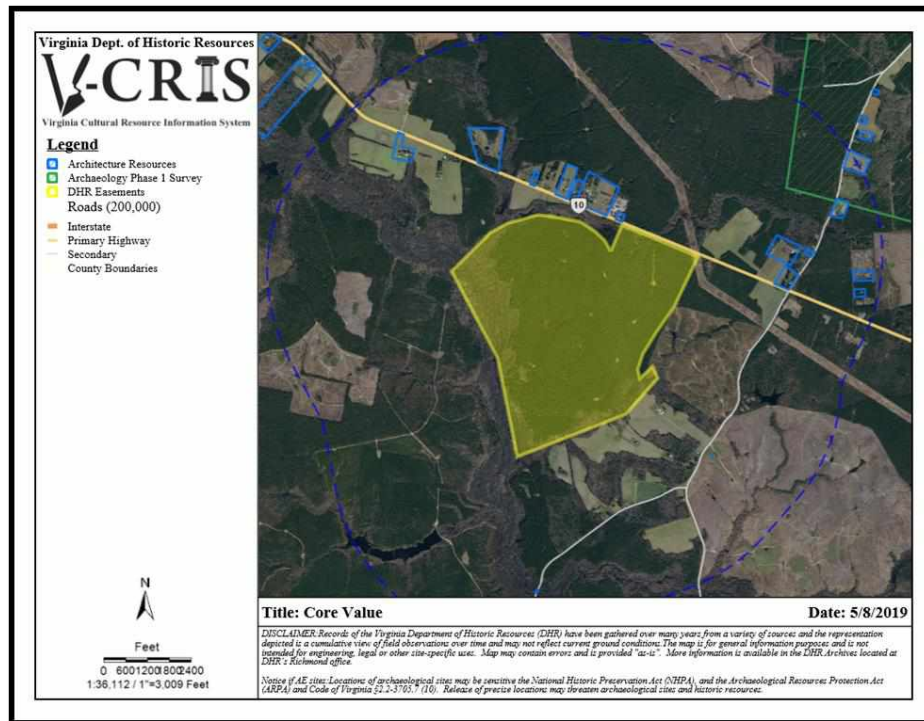 Virginia Dept. of Historic Resources
V-CRIS
Virginia Cultural Resource Information System
Legend
Architecture Resources
Archaeology Phase 1 Survey
DHR Easements
Roads (200,000)
Interstate
Primary Highway
Secondary
County Boundaries
10
N
Feet
0 600120018002400
1:36,112 / 1"=3,009 Feet
Title: Core Value
Date: 5/8/2019
DISCLAIMER:Records of the Virginia Department of Historic Resources (DHR) have been gathered over many years from a variety of sources and the representation
depicted is a cumulative view of field observations over time and may not reflect current ground conditions.The map is for general information purposes and is not
intended for engineering, legal or other site-specific uses. Map may contain errors and is provided "as-is". More information is available in the DHR Archives located at
DHR's Richmond office.
Notice if AE sites:Locations of archaeological sites may be sensitive the National Historic Preservation Act (NHPA), and the Archaeological Resources Protection Act
(ARPA) and Code of Virginia §2.2-3705.7 (10). Release of precise locations may threaten archaeological sites and historic resources.